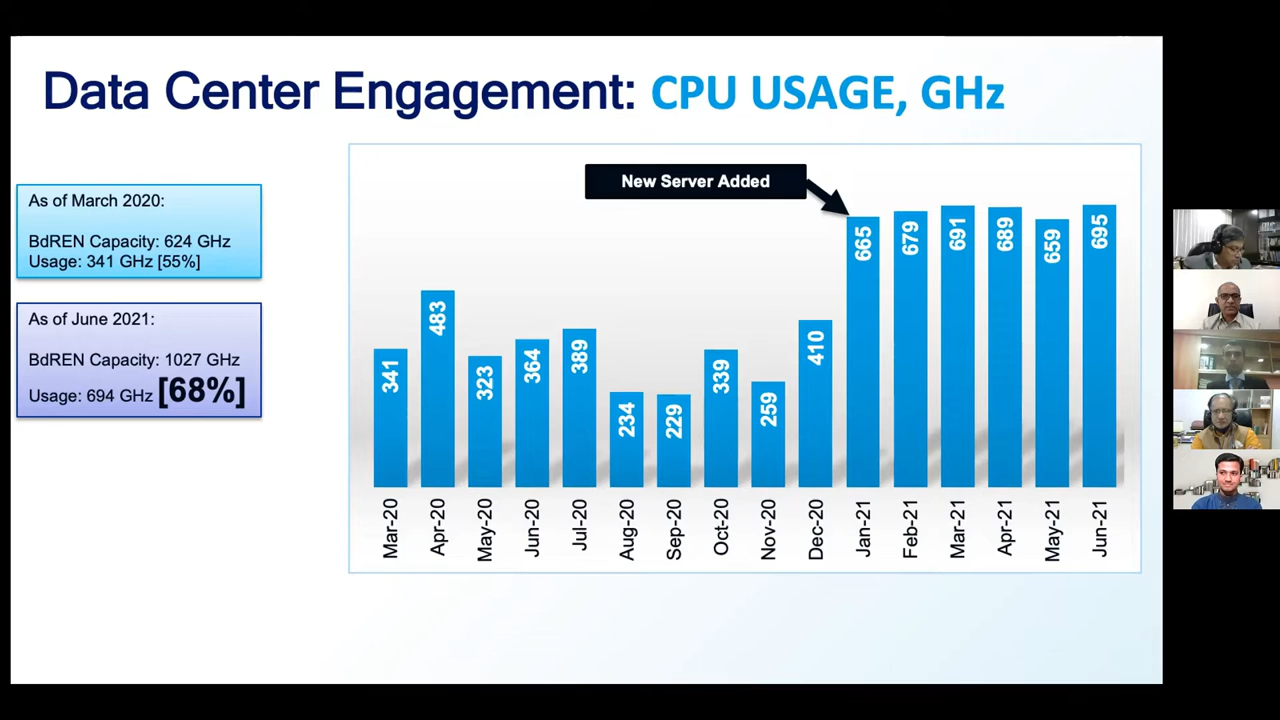 Data Center Engagement: CPU USAGE, GHz
As of March 2020:
BdREN Capacity: 624 GHz
Usage: 341 GHz [55%]
As of June 2021:
BdREN Capacity: 1027 GHz
Usage: 694 GHz [68%]
New Server Added
341 483 323 364 389 234 229 339 259 410 665 679 691 689 659 695
Mar-20 Apr-20 May-20 Jun-20 Jul-20 Aug-20 Sep-20 Oct-20 Nov-20 Dec-20 Jan-21 Feb-21 Mar-21 Apr-21 May-21 Jun-21